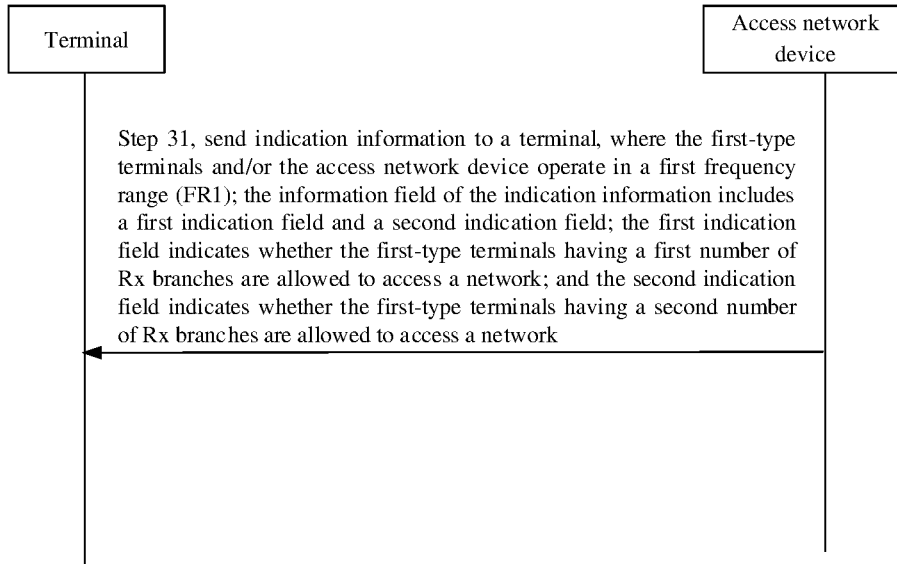 Terminal
Access network
device
Step 31, send indication information to a terminal, where the first-type
terminals and/or the access network device operate in a first frequency
range (FR1); the information field of the indication information includes
a first indication field and a second indication field; the first indication
field indicates whether the first-type terminals having a first number of
Rx branches are allowed to access a network; and the second indication
field indicates whether the first-type terminals having a second number
of Rx branches are allowed to access a network